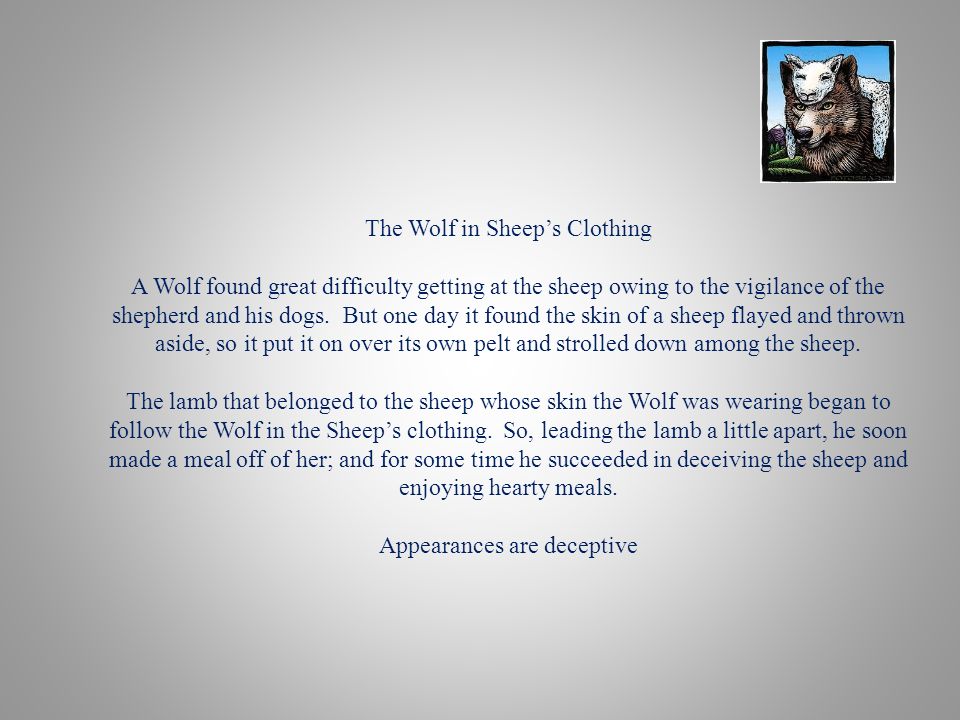 The Wolf in Sheep’s Clothing
A Wolf found great difficulty getting at the sheep owing to the vigilance of the
shepherd and his dogs.  But one day it found the skin of a sheep flayed and thrown
aside, so it put it on over its own pelt and strolled down among the sheep.
The lamb that belonged to the sheep whose skin the Wolf was wearing began to
follow the Wolf in the Sheep’s clothing.  So, leading the lamb a little apart, he soon
made a meal off of her; and for some time he succeeded in deceiving the sheep and
enjoying hearty meals.
Appearances are deceptive